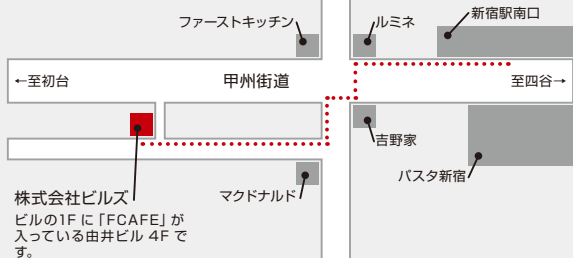 新宿駅南口
ファーストキッチン
ルミネ
←至初台
甲州街道
至四谷→
吉野家
バスタ新宿
マクドナルド
株式会社ビルズ
ビルの1F に「FCAFE」が
入っている由井ビル 4F で
す。